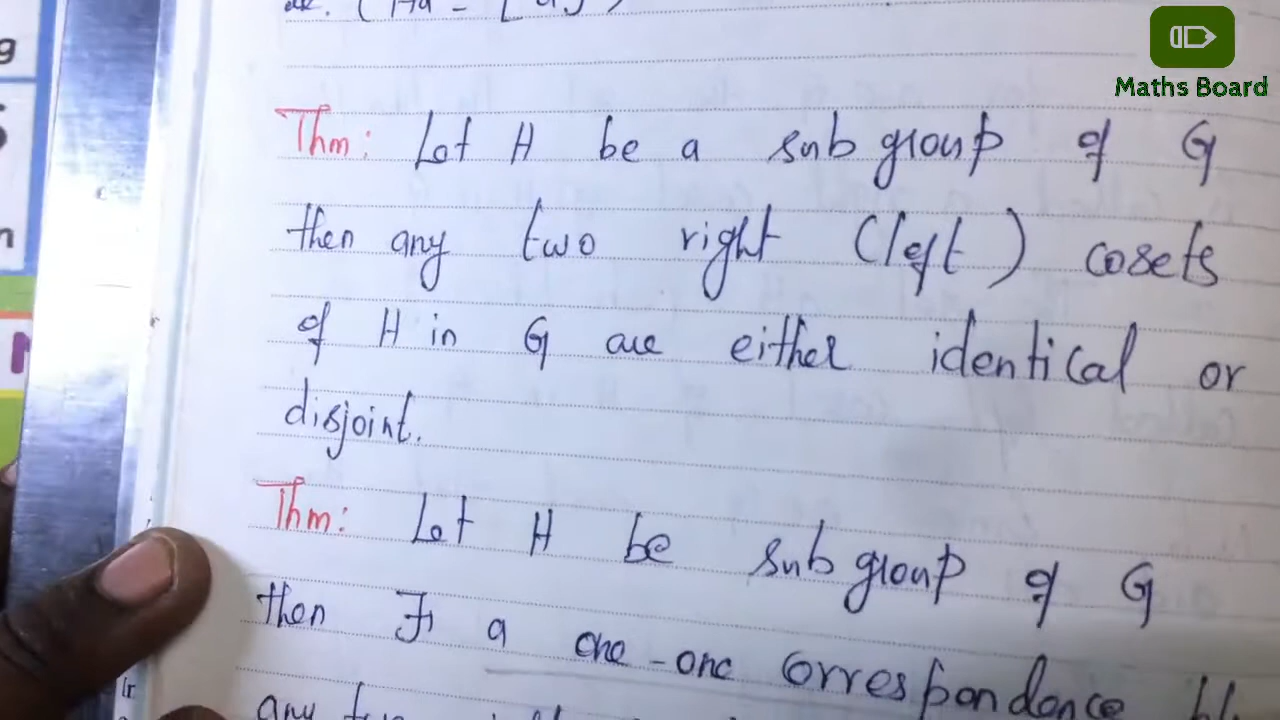 Maths Board
Thm: Let H be a sub group of G
then any two right (left) cosets
of H in G are either identical or
disjoint.
Thm: Let H be sub group of G
then ∃ a one-one correspondence
any